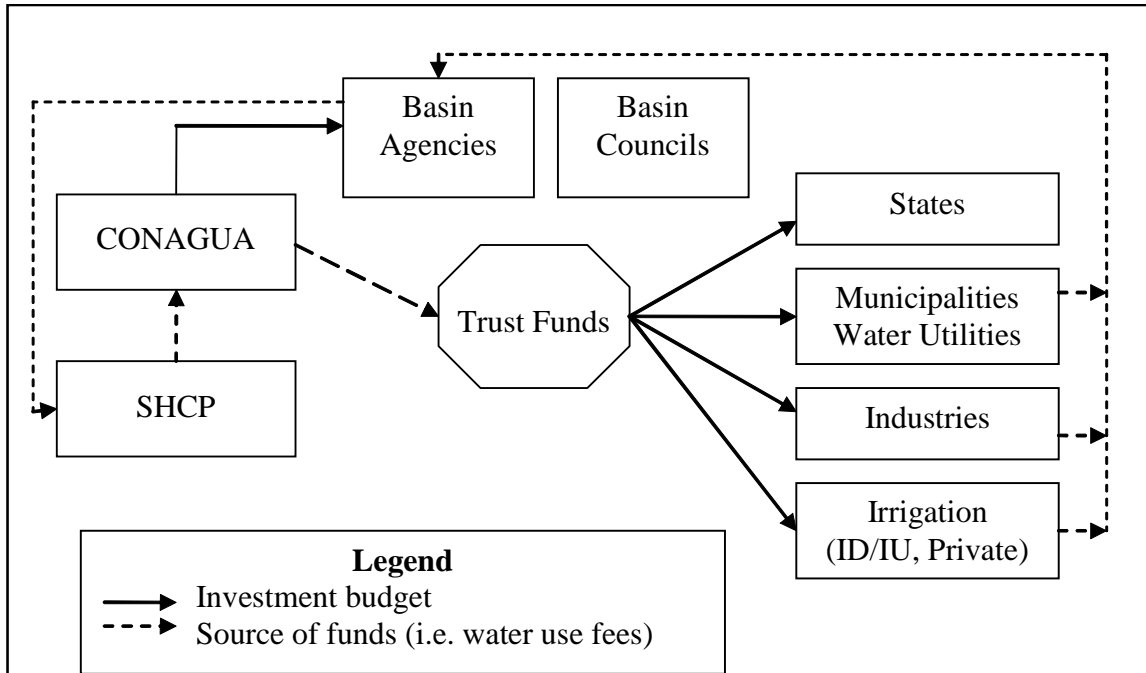 Basin
Agencies
Basin
Councils
CONAGUA
States
Trust Funds
Municipalities
Water Utilities
SHCP
Industries
Irrigation
(ID/IU, Private)
Legend
Investment budget
Source of funds (i.e. water use fees)